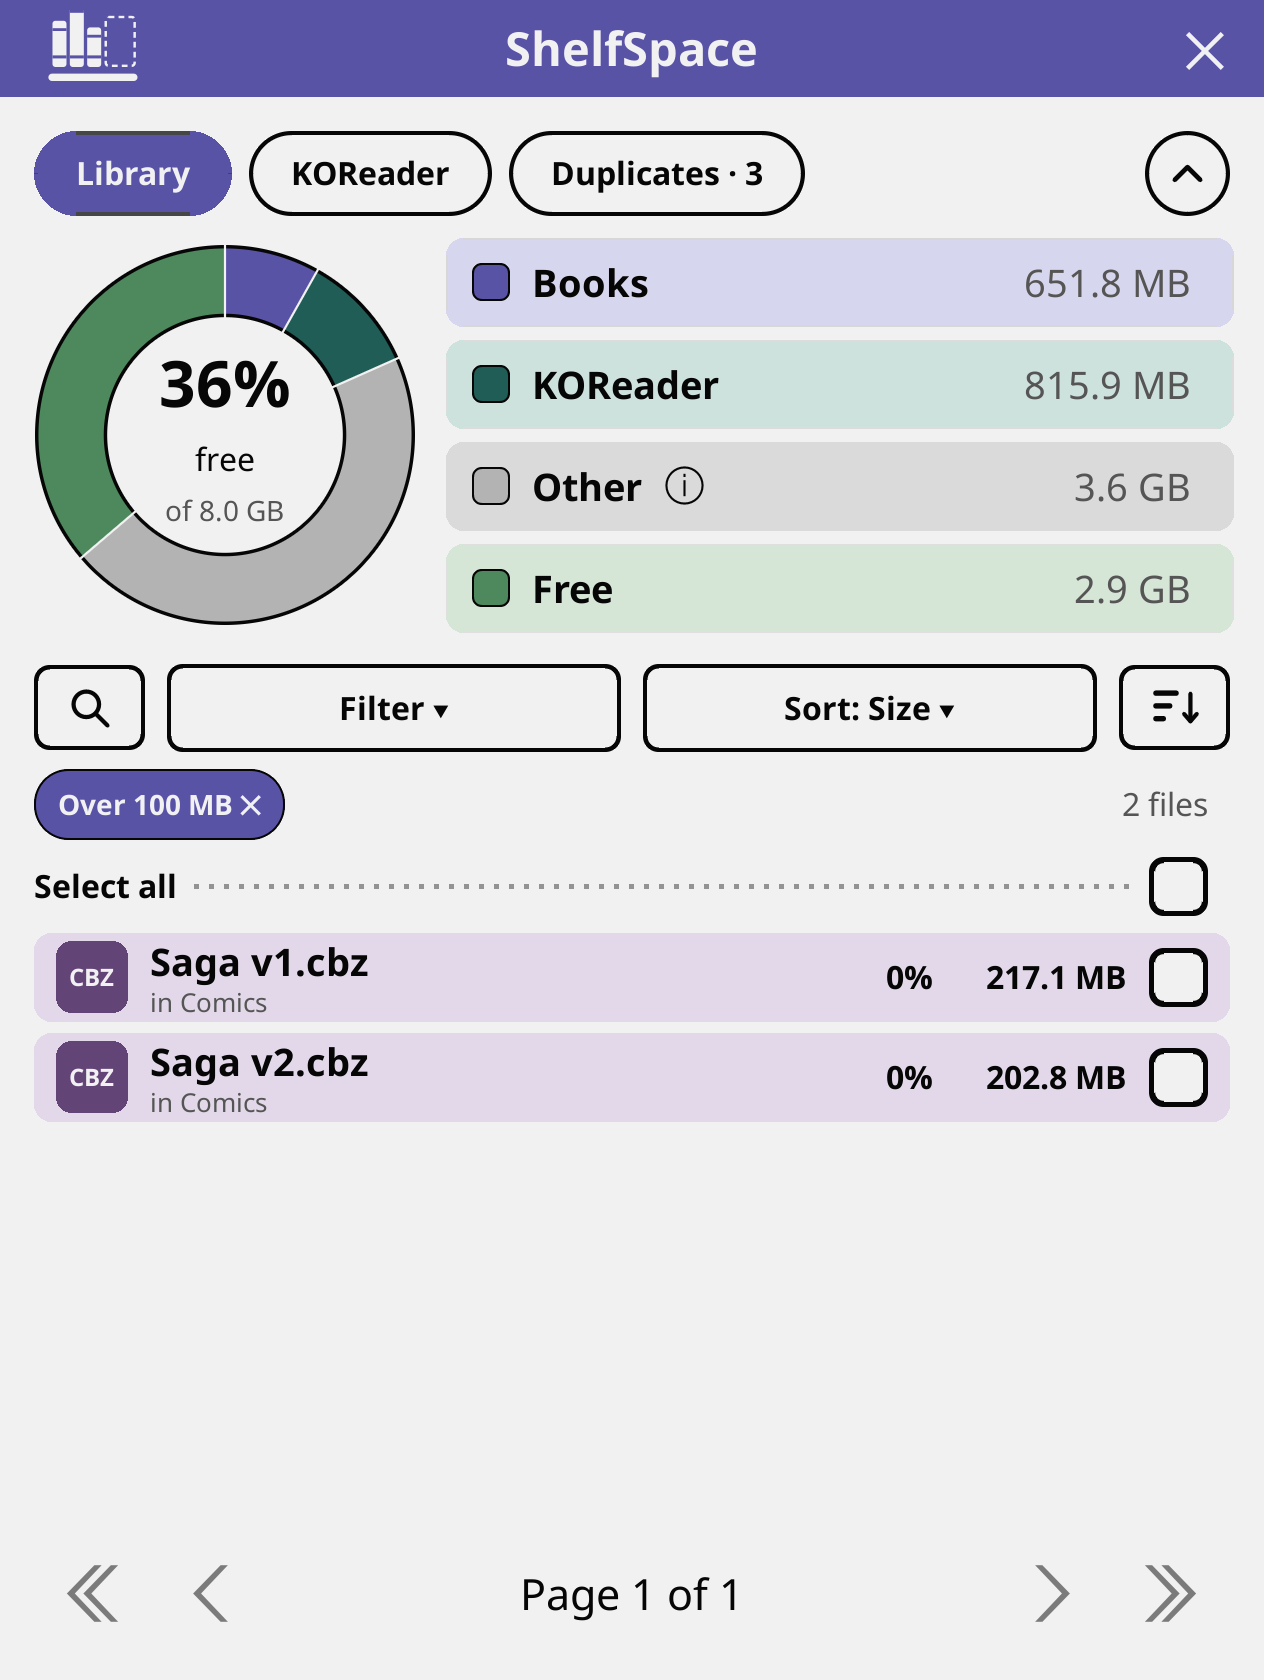 ShelfSpace
Library
KOReader
Duplicates · 3
36%
free
of 8.0 GB
Books 651.8 MB
KOReader 815.9 MB
Other ⓘ 3.6 GB
Free 2.9 GB
Filter ▾
Sort: Size ▾
Over 100 MB ×
2 files
Select all
CBZ
Saga v1.cbz
in Comics
0% 217.1 MB
CBZ
Saga v2.cbz
in Comics
0% 202.8 MB
Page 1 of 1